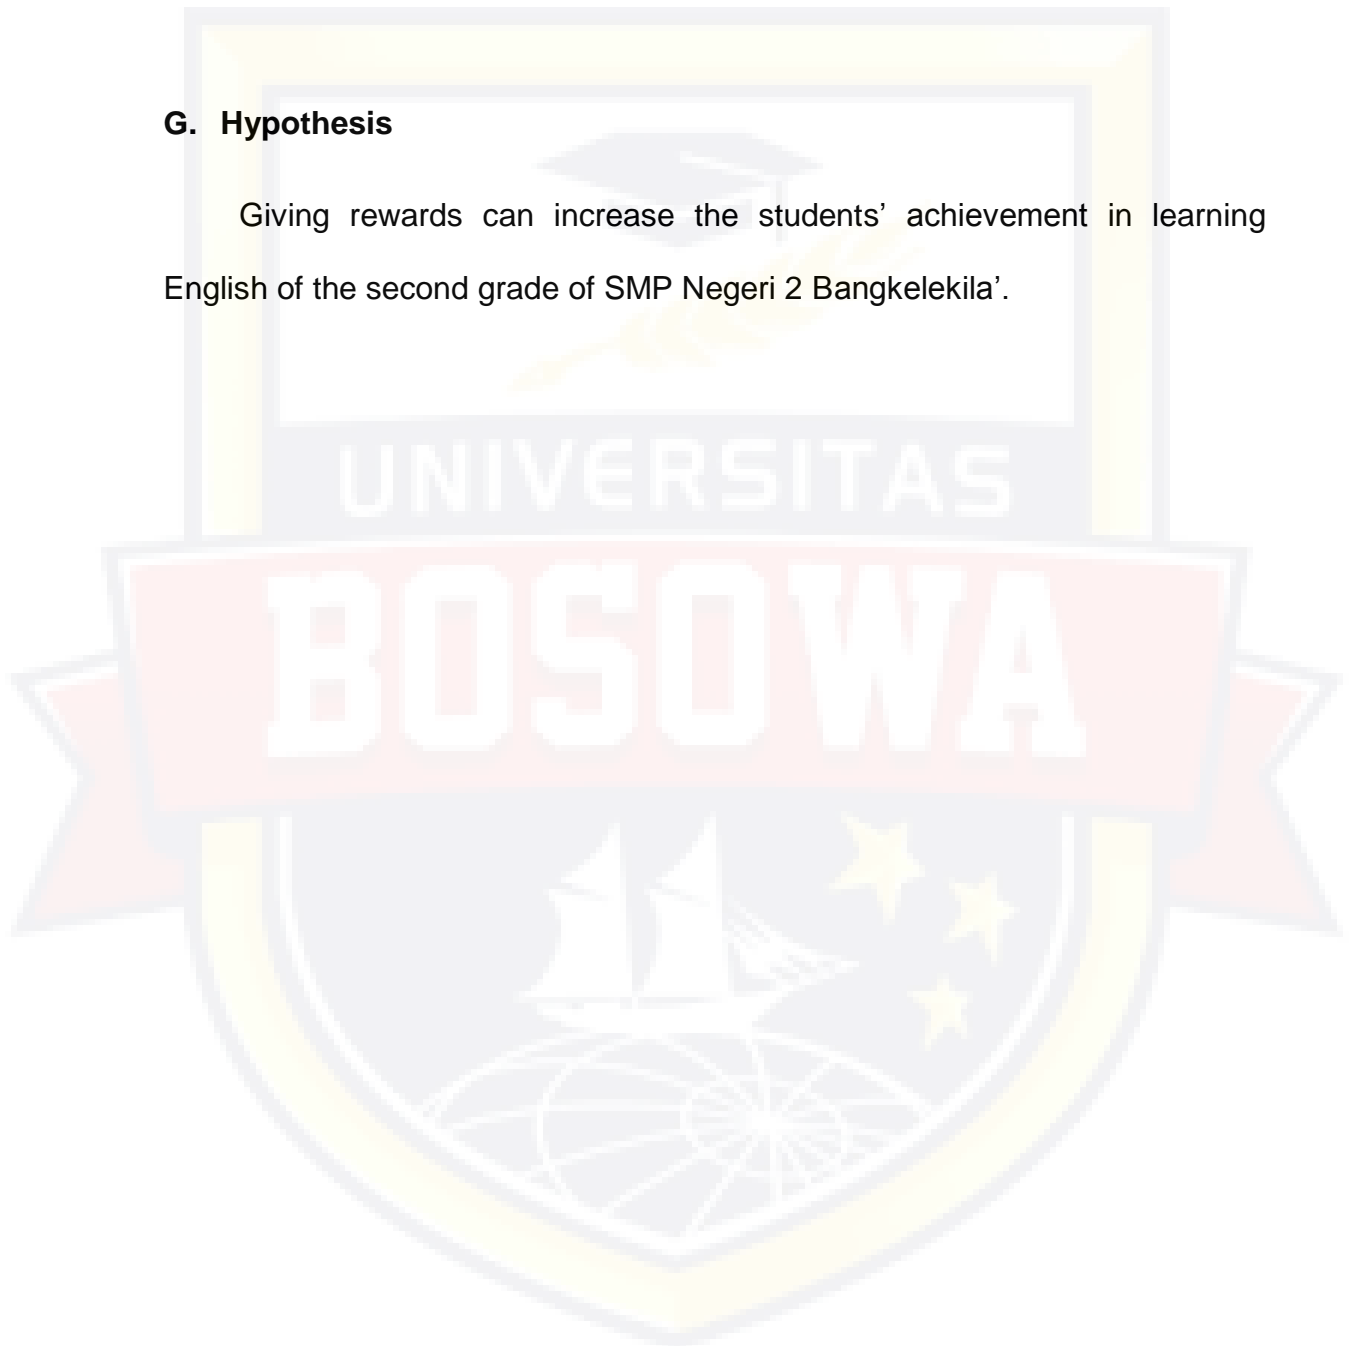 G. Hypothesis
Giving rewards can increase the students’ achievement in learning
English of the second grade of SMP Negeri 2 Bangkelekila’.
UNIVERSITAS
BOSOWA